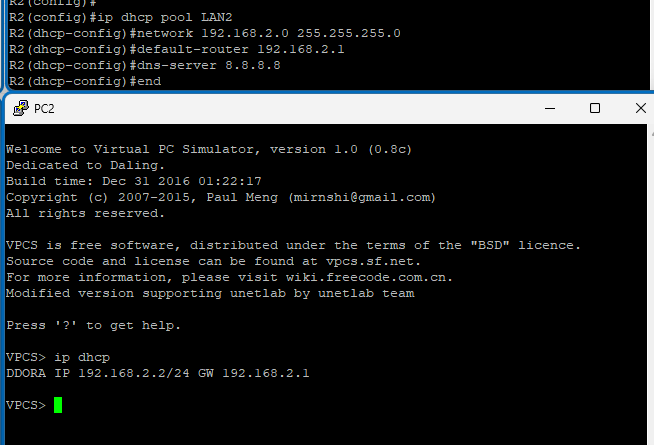 R2(config)#
R2(config)#ip dhcp pool LAN2
R2(dhcp-config)#network 192.168.2.0 255.255.255.0
R2(dhcp-config)#default-router 192.168.2.1
R2(dhcp-config)#dns-server 8.8.8.8
R2(dhcp-config)#end
PC2
Welcome to Virtual PC Simulator, version 1.0 (0.8c)
Dedicated to Daling.
Build time: Dec 31 2016 01:22:17
Copyright (c) 2007-2015, Paul Meng (mirnshi@gmail.com)
All rights reserved.
VPCS is free software, distributed under the terms of the "BSD" licence.
Source code and license can be found at vpcs.sf.net.
For more information, please visit wiki.freecode.com.cn.
Modified version supporting unetlab by unetlab team
Press '?' to get help.
VPCS> ip dhcp
DDORA IP 192.168.2.2/24 GW 192.168.2.1
VPCS>